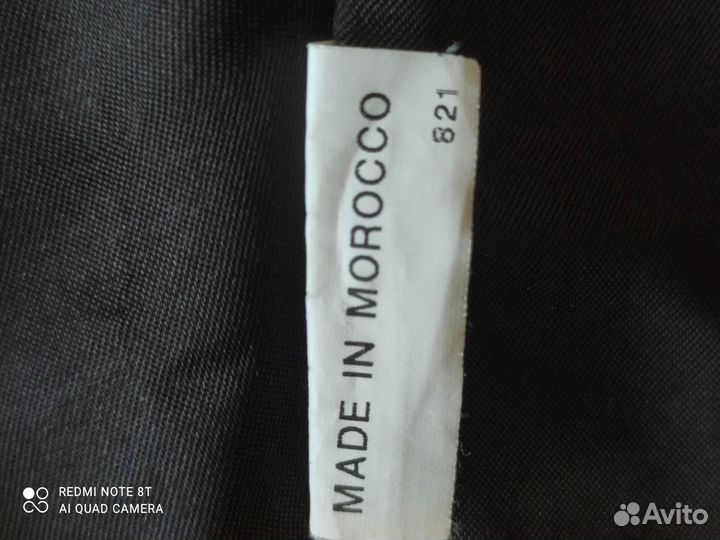 MADE IN MOROCCO
821
REDMI NOTE 8T
AI QUAD CAMERA
Avito